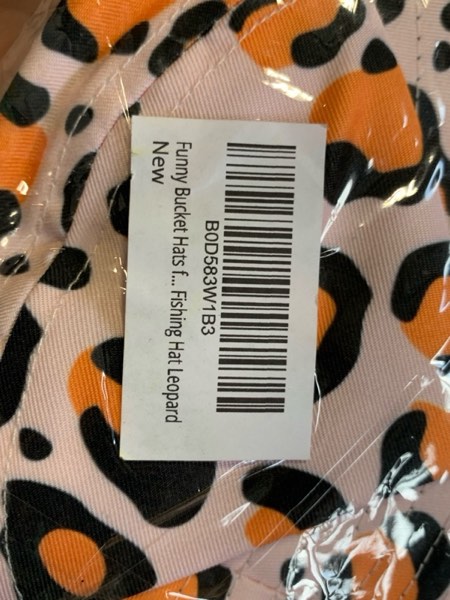 B0D583W1B3
Funny Bucket Hats f... Fishing Hat Leopard
New